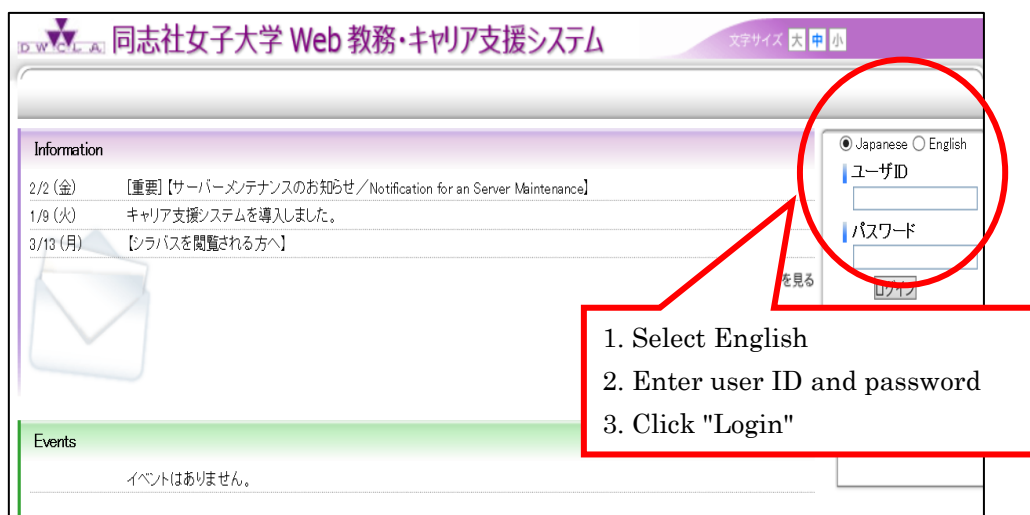 DWCLA 同志社女子大学 Web 教務・キャリア支援システム
文字サイズ 大 中 小
Information
2/2 (金) [重要]【サーバーメンテナンスのお知らせ／Notification for an Server Maintenance】
1/9 (火) キャリア支援システムを導入しました。
3/13 (月) 【シラバスを閲覧される方へ】
を見る
Japanese English
ユーザID
パスワード
ログイン
1. Select English
2. Enter user ID and password
3. Click "Login"
Events
イベントはありません。